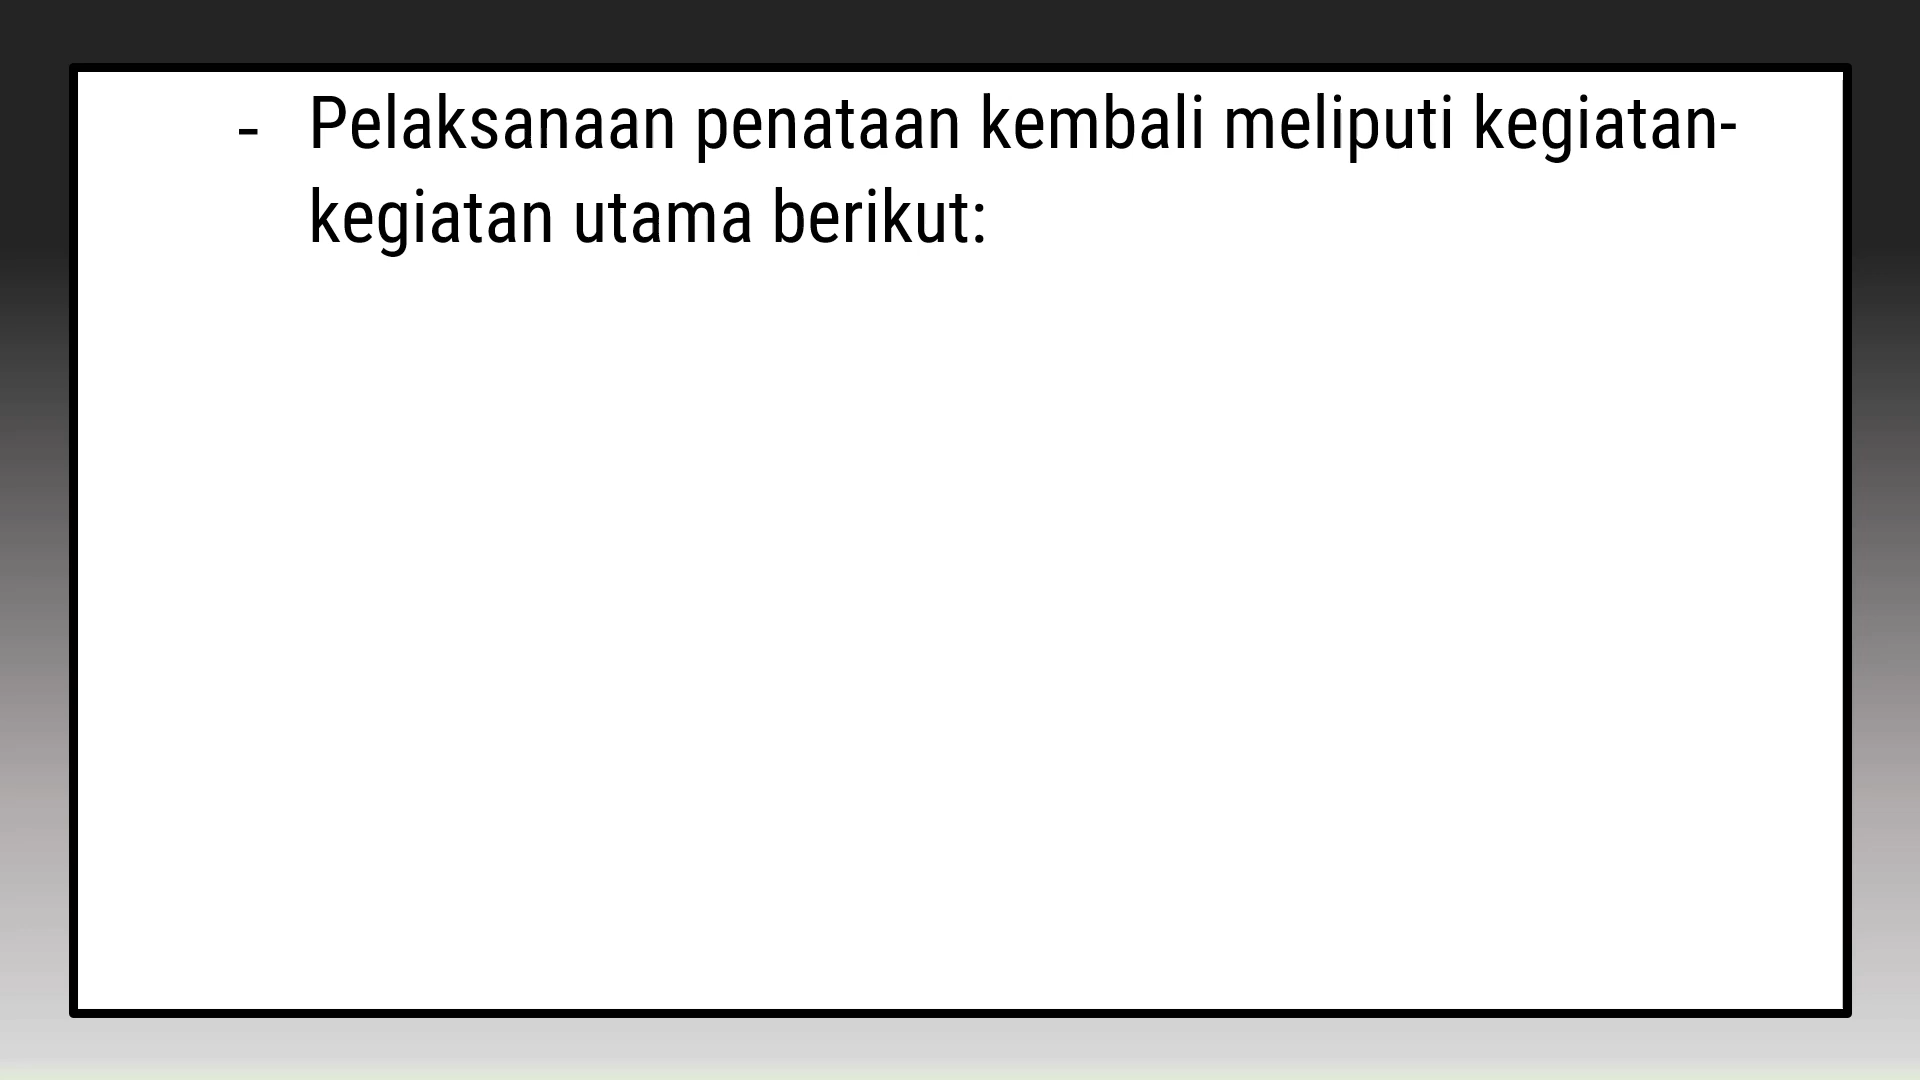 - Pelaksanaan penataan kembali meliputi kegiatan-
kegiatan utama berikut: